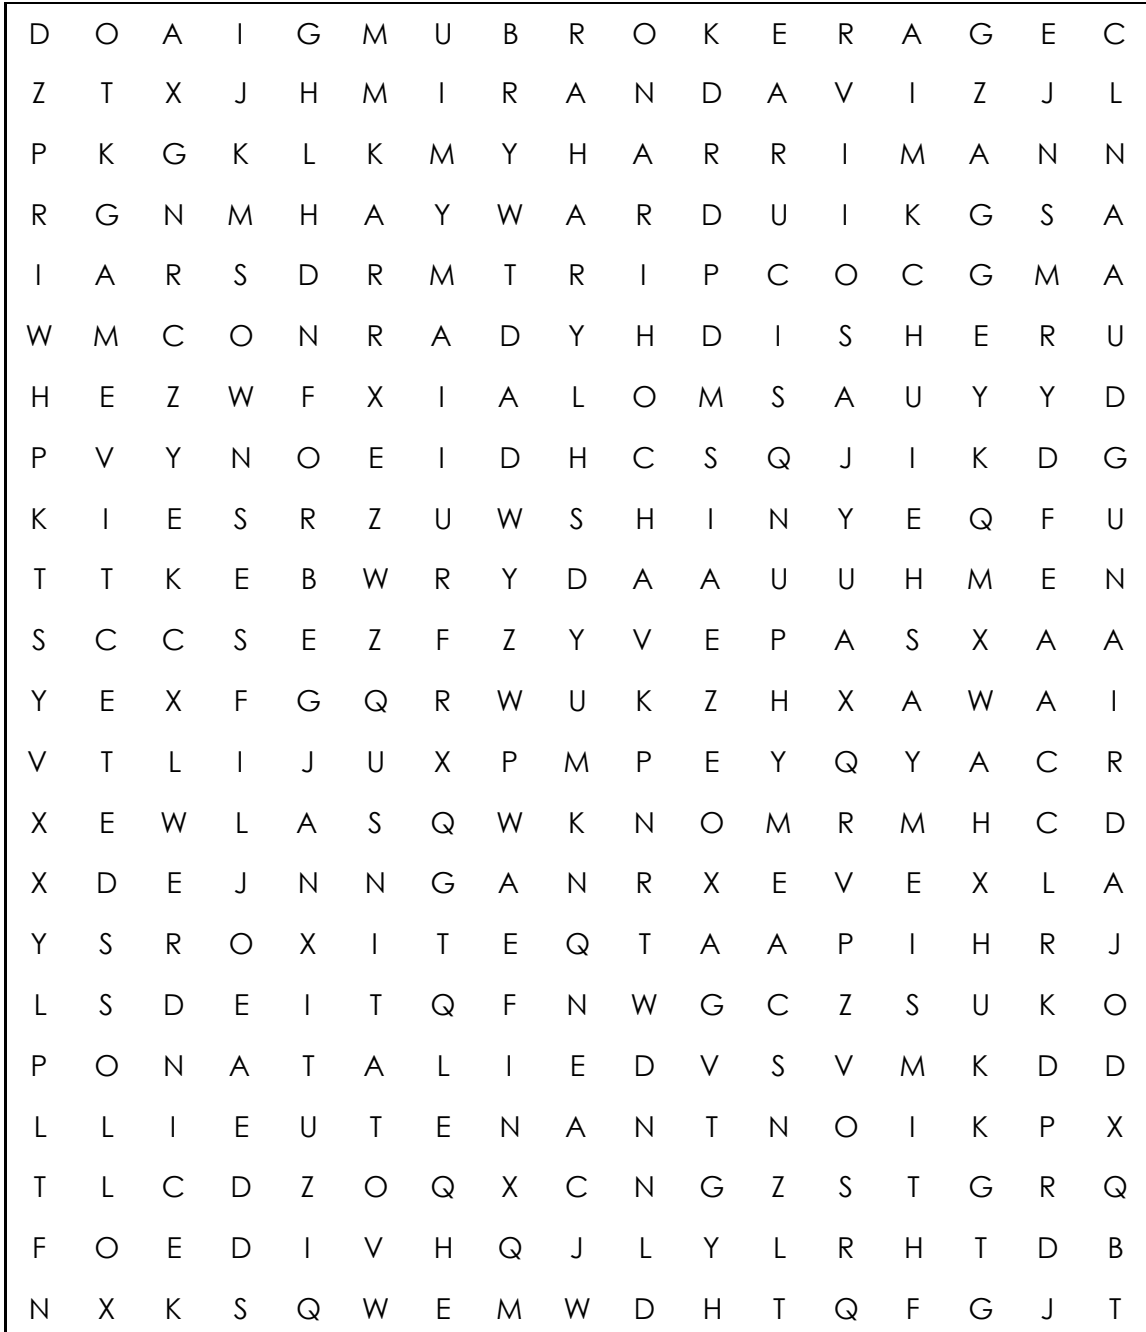 D O A I G M U B R O K E R A G E C
Z T X J H M I R A N D A V I Z J L
P K G K L K M Y H A R R I M A N N
R G N M H A Y W A R D U I K G S A
I A R S D R M T R I P C O C G M A
W M C O N R A D Y H D I S H E R U
H E Z W F X I A L O M S A U Y Y D
P V Y N O E I D H C S Q J I K D G
K I E S R Z U W S H I N Y E Q F U
T T K E B W R Y D A A U U H M E N
S C C S E Z F Z Y V E P A S X A A
Y E X F G Q R W U K Z H X A W A I
V T L I J U X P M P E Y Q Y A C R
X E W L A S Q W K N O M R M H C D
X D E J N N G A N R X E V E X L A
Y S R O X I T E Q T A A P I H R J
L S D E I T Q F N W G C Z S U K O
P O N A T A L I E D V S V M K D D
L L I E U T E N A N T N O I K P X
T L C D Z O Q X C N G Z S T G R Q
F O E D I V H Q J L Y L R H T D B
N X K S Q W E M W D H T Q F G J T